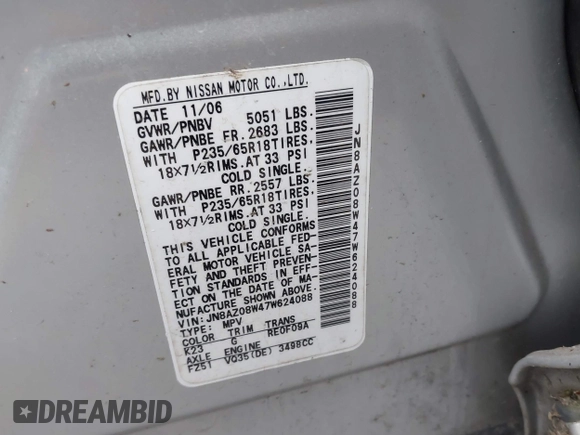 MFD.BY NISSAN MOTOR CO.,LTD.
DATE 11/06
GVWR/PNBV 5051 LBS.
GAWR/PNBE FR. 2683 LBS.
WITH P235/65R18TIRES.
18×7½RIMS.AT 33 PSI
COLD SINGLE.
GAWR/PNBE RR. 2557 LBS.
WITH P235/65R18TIRES.
18×7½RIMS.AT 33 PSI
COLD SINGLE.
THIS VEHICLE CONFORMS
TO ALL APPLICABLE FED-
ERAL MOTOR VEHICLE SA-
FETY AND THEFT PREVEN-
TION STANDARDS IN EFF-
ECT ON THE DATE OF MA-
NUFACTURE SHOWN ABOVE.
VIN: JN8AZ08W47W624088
TYPE: MPV
COLOR TRIM TRANS
K23 G RE0F09A
AXLE ENGINE
FZ51 VQ35(DE) 3498CC
JN8AZ08W47W624088
DREAMBID